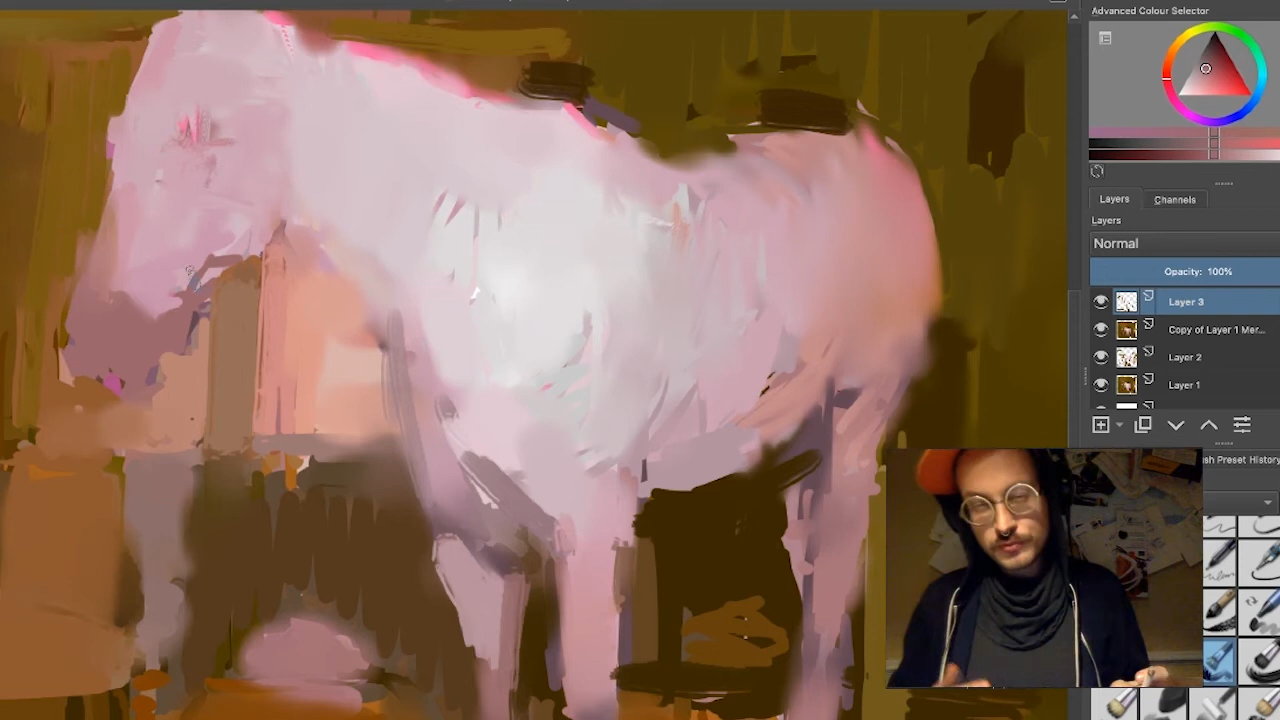 Advanced Colour Selector
Layers
Channels
Layers
Normal
Opacity: 100%
Layer 3
Copy of Layer 1 Mer...
Layer 2
Layer 1
sh Preset History